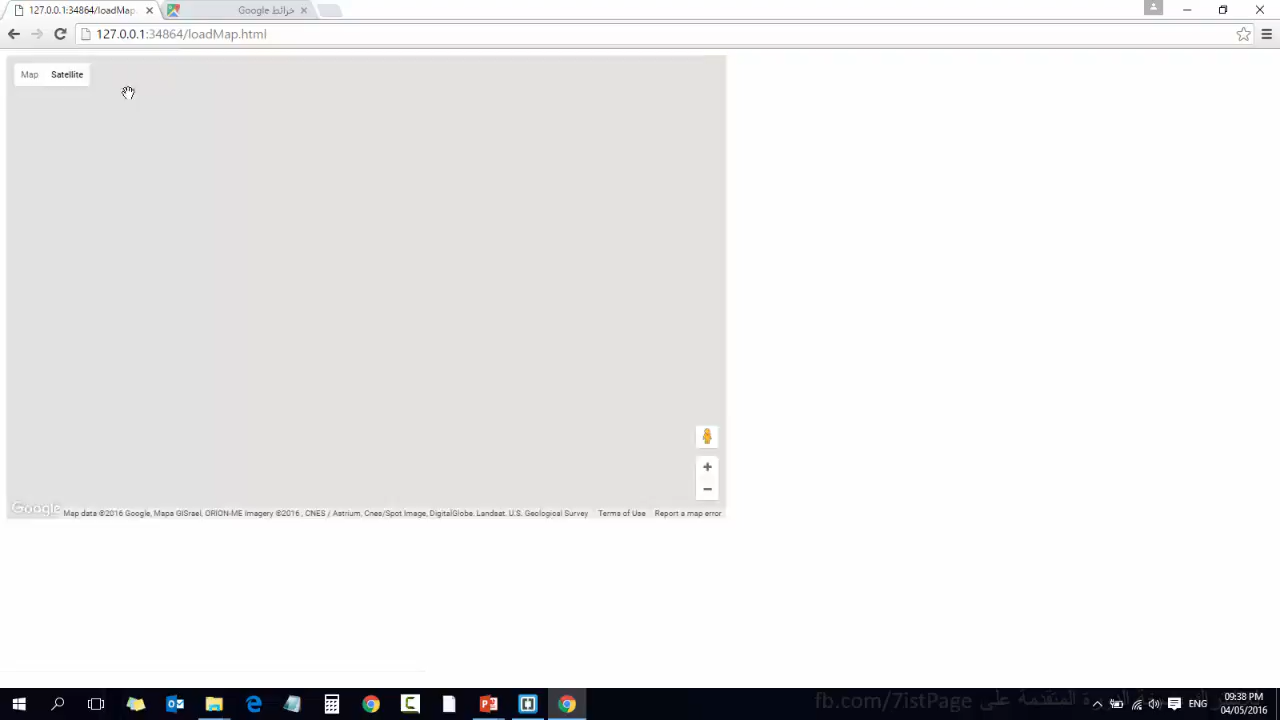 127.0.0.1:34864/loadMap.
خرائط Google
127.0.0.1:34864/loadMap.html
Map Satellite
Google
Map data ©2016 Google, Mapa GISrael, ORION-ME Imagery ©2016 , CNES / Astrium, Cnes/Spot Image, DigitalGlobe, Landsat, U.S. Geological Survey Terms of Use Report a map error
المتقدمة على fb.com/7istPage
ENG
09:38 PM
04/05/2016